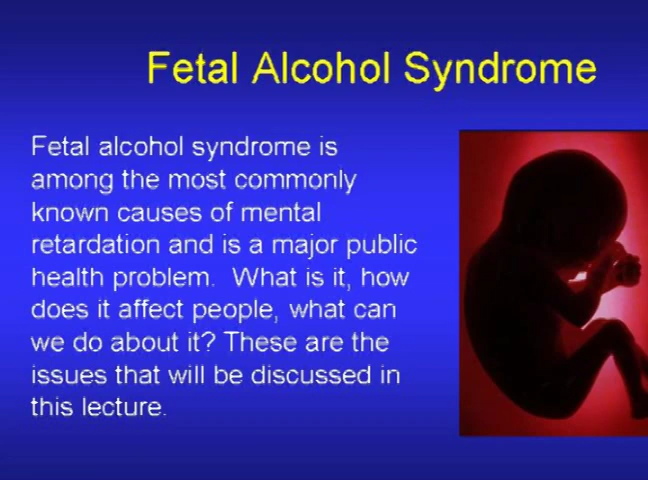 Fetal Alcohol Syndrome
Fetal alcohol syndrome is
among the most commonly
known causes of mental
retardation and is a major public
health problem.  What is it, how
does it affect people, what can
we do about it? These are the
issues that will be discussed in
this lecture.